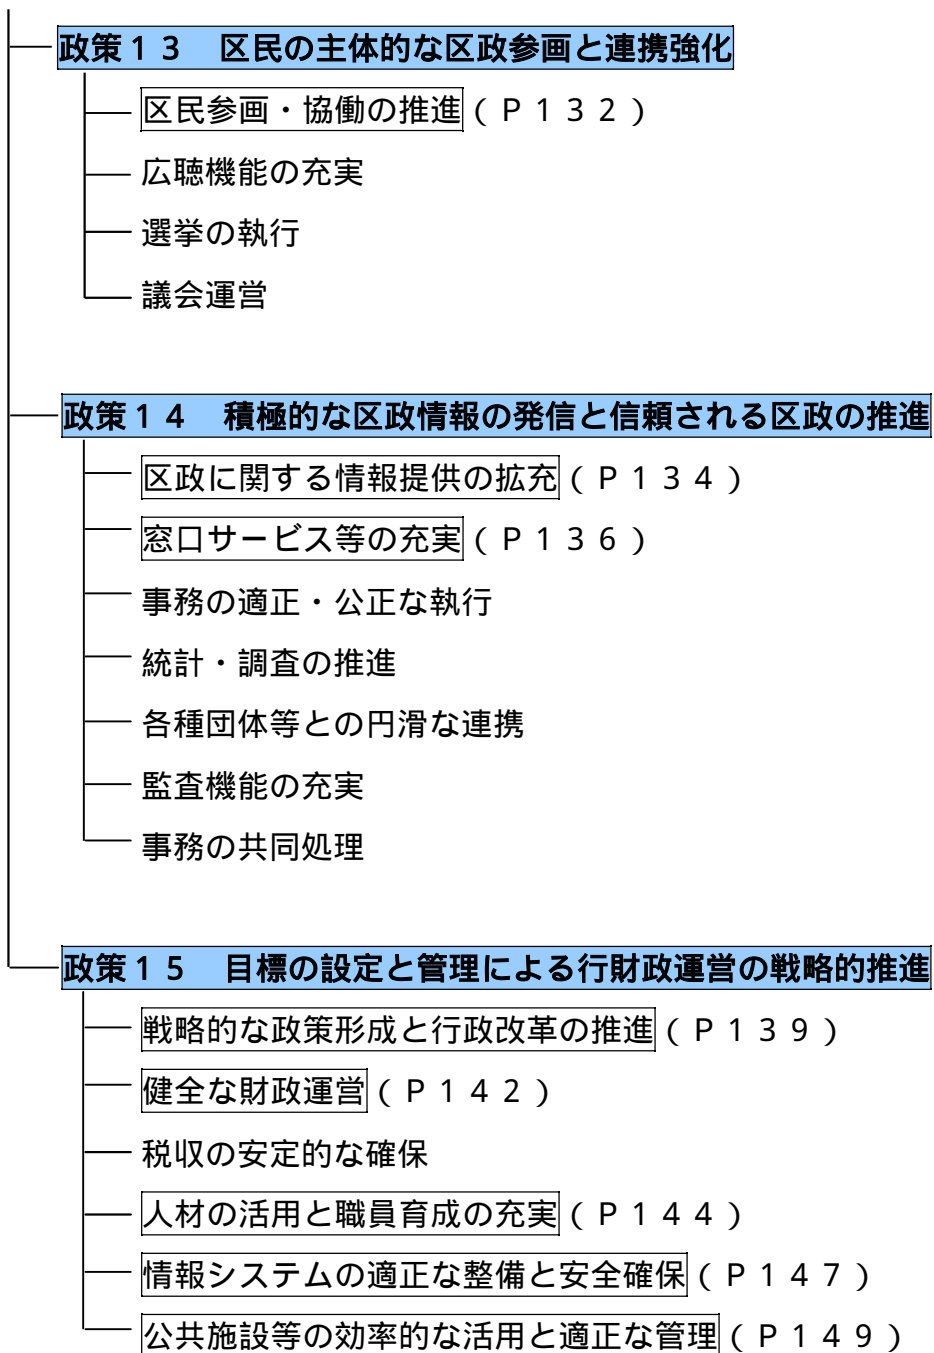 政策１３　区民の主体的な区政参画と連携強化
区民参画・協働の推進（Ｐ１３２）
広聴機能の充実
選挙の執行
議会運営
政策１４　積極的な区政情報の発信と信頼される区政の推進
区政に関する情報提供の拡充（Ｐ１３４）
窓口サービス等の充実（Ｐ１３６）
事務の適正・公正な執行
統計・調査の推進
各種団体等との円滑な連携
監査機能の充実
事務の共同処理
政策１５　目標の設定と管理による行財政運営の戦略的推進
戦略的な政策形成と行政改革の推進（Ｐ１３９）
健全な財政運営（Ｐ１４２）
税収の安定的な確保
人材の活用と職員育成の充実（Ｐ１４４）
情報システムの適正な整備と安全確保（Ｐ１４７）
公共施設等の効率的な活用と適正な管理（Ｐ１４９）